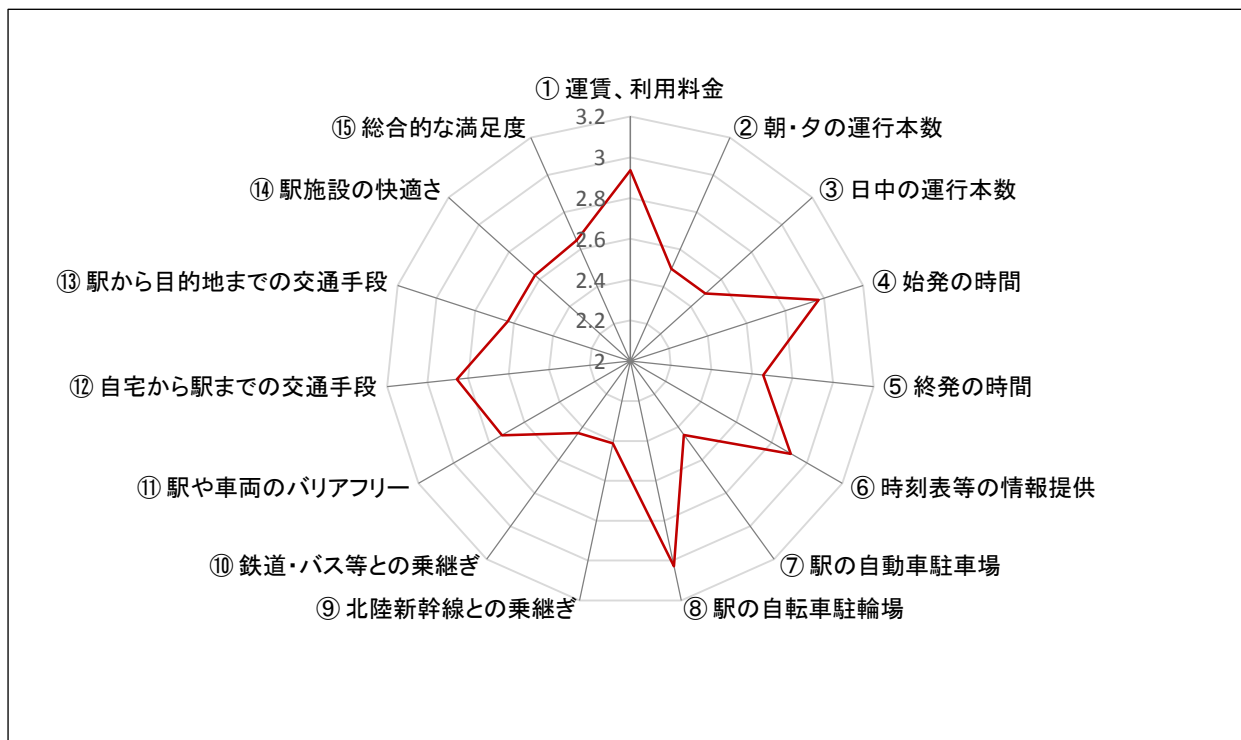 ① 運賃、利用料金
② 朝・夕の運行本数
③ 日中の運行本数
④ 始発の時間
⑤ 終発の時間
⑥ 時刻表等の情報提供
⑦ 駅の自動車駐車場
⑧ 駅の自転車駐輪場
⑨ 北陸新幹線との乗継ぎ
⑩ 鉄道・バス等との乗継ぎ
⑪ 駅や車両のバリアフリー
⑫ 自宅から駅までの交通手段
⑬ 駅から目的地までの交通手段
⑭ 駅施設の快適さ
⑮ 総合的な満足度
3.2
3
2.8
2.6
2.4
2.2
2